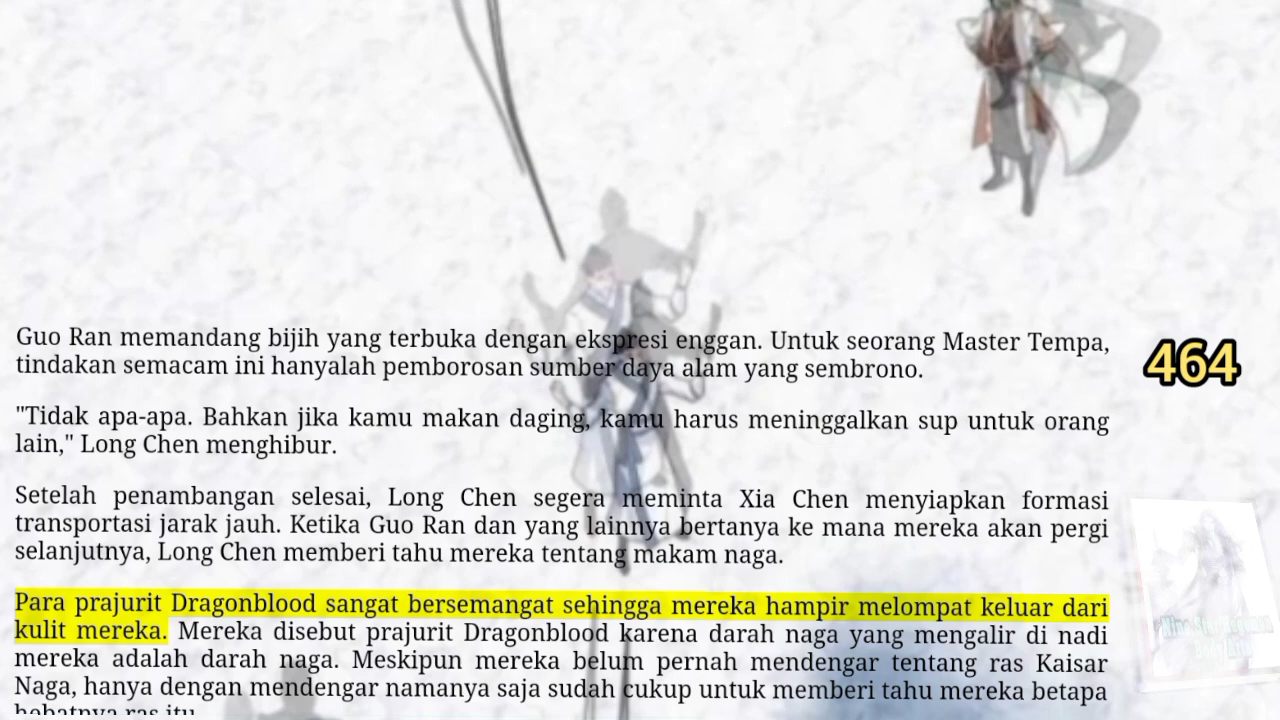 Guo Ran memandang bijih yang terbuka dengan ekspresi enggan. Untuk seorang Master Tempa,
tindakan semacam ini hanyalah pemborosan sumber daya alam yang sembrono.
464
"Tidak apa-apa. Bahkan jika kamu makan daging, kamu harus meninggalkan sup untuk orang
lain," Long Chen menghibur.
Setelah penambangan selesai, Long Chen segera meminta Xia Chen menyiapkan formasi
transportasi jarak jauh. Ketika Guo Ran dan yang lainnya bertanya ke mana mereka akan pergi
selanjutnya, Long Chen memberi tahu mereka tentang makam naga.
Para prajurit Dragonblood sangat bersemangat sehingga mereka hampir melompat keluar dari
kulit mereka. Mereka disebut prajurit Dragonblood karena darah naga yang mengalir di nadi
mereka adalah darah naga. Meskipun mereka belum pernah mendengar tentang ras Kaisar
Naga, hanya dengan mendengar namanya saja sudah cukup untuk memberi tahu mereka betapa
hebatnya ras itu